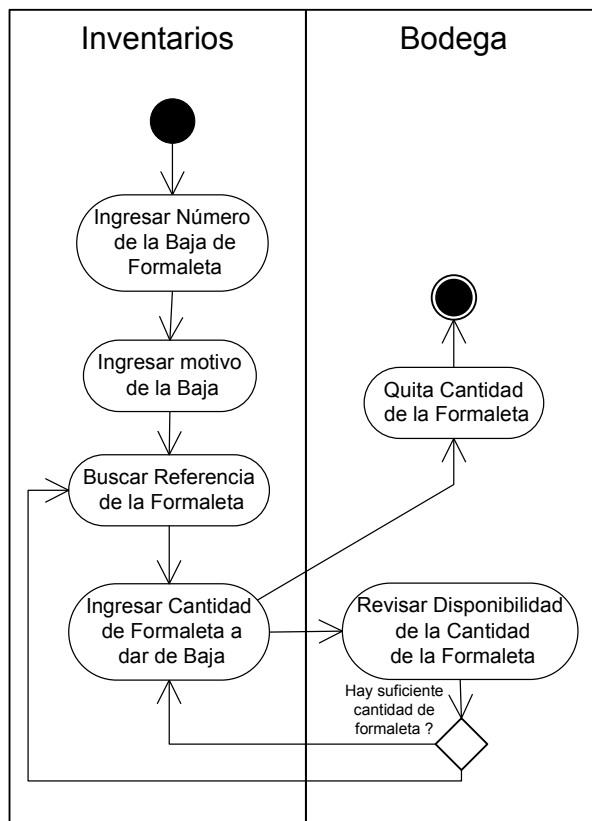 Inventarios
Bodega
Ingresar Número
de la Baja de
Formaleta
Ingresar motivo
de la Baja
Quita Cantidad
de la Formaleta
Buscar Referencia
de la Formaleta
Ingresar Cantidad
de Formaleta a
dar de Baja
Revisar Disponibilidad
de la Cantidad
de la Formaleta
Hay suficiente
cantidad de
formaleta ?